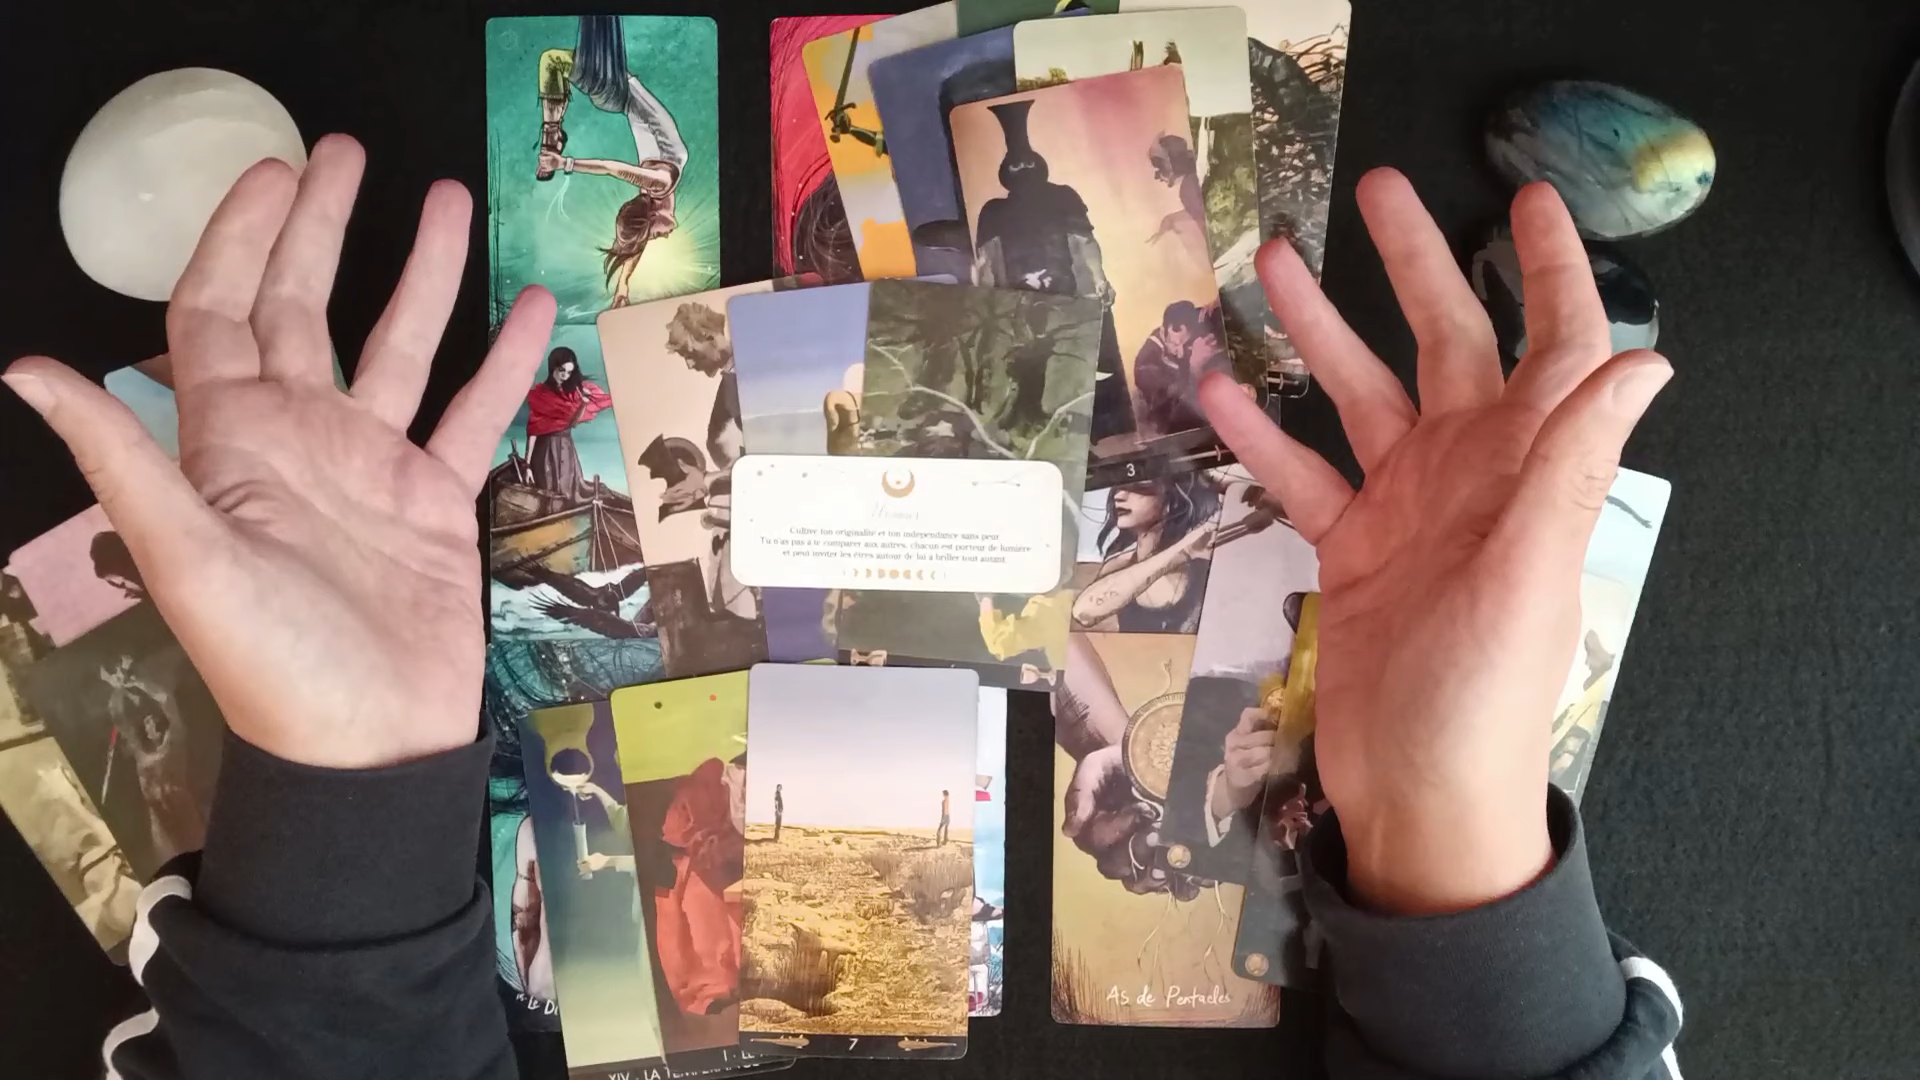 3
Uranus
Cultive ton originalité et ton indépendance sans peur
Tu n'as pas à te comparer aux autres, chacun est porteur de lumière
et peut inviter les êtres autour de lui à briller tout autant
As de Pentacles
7
XIV - LA TEMPERANCE